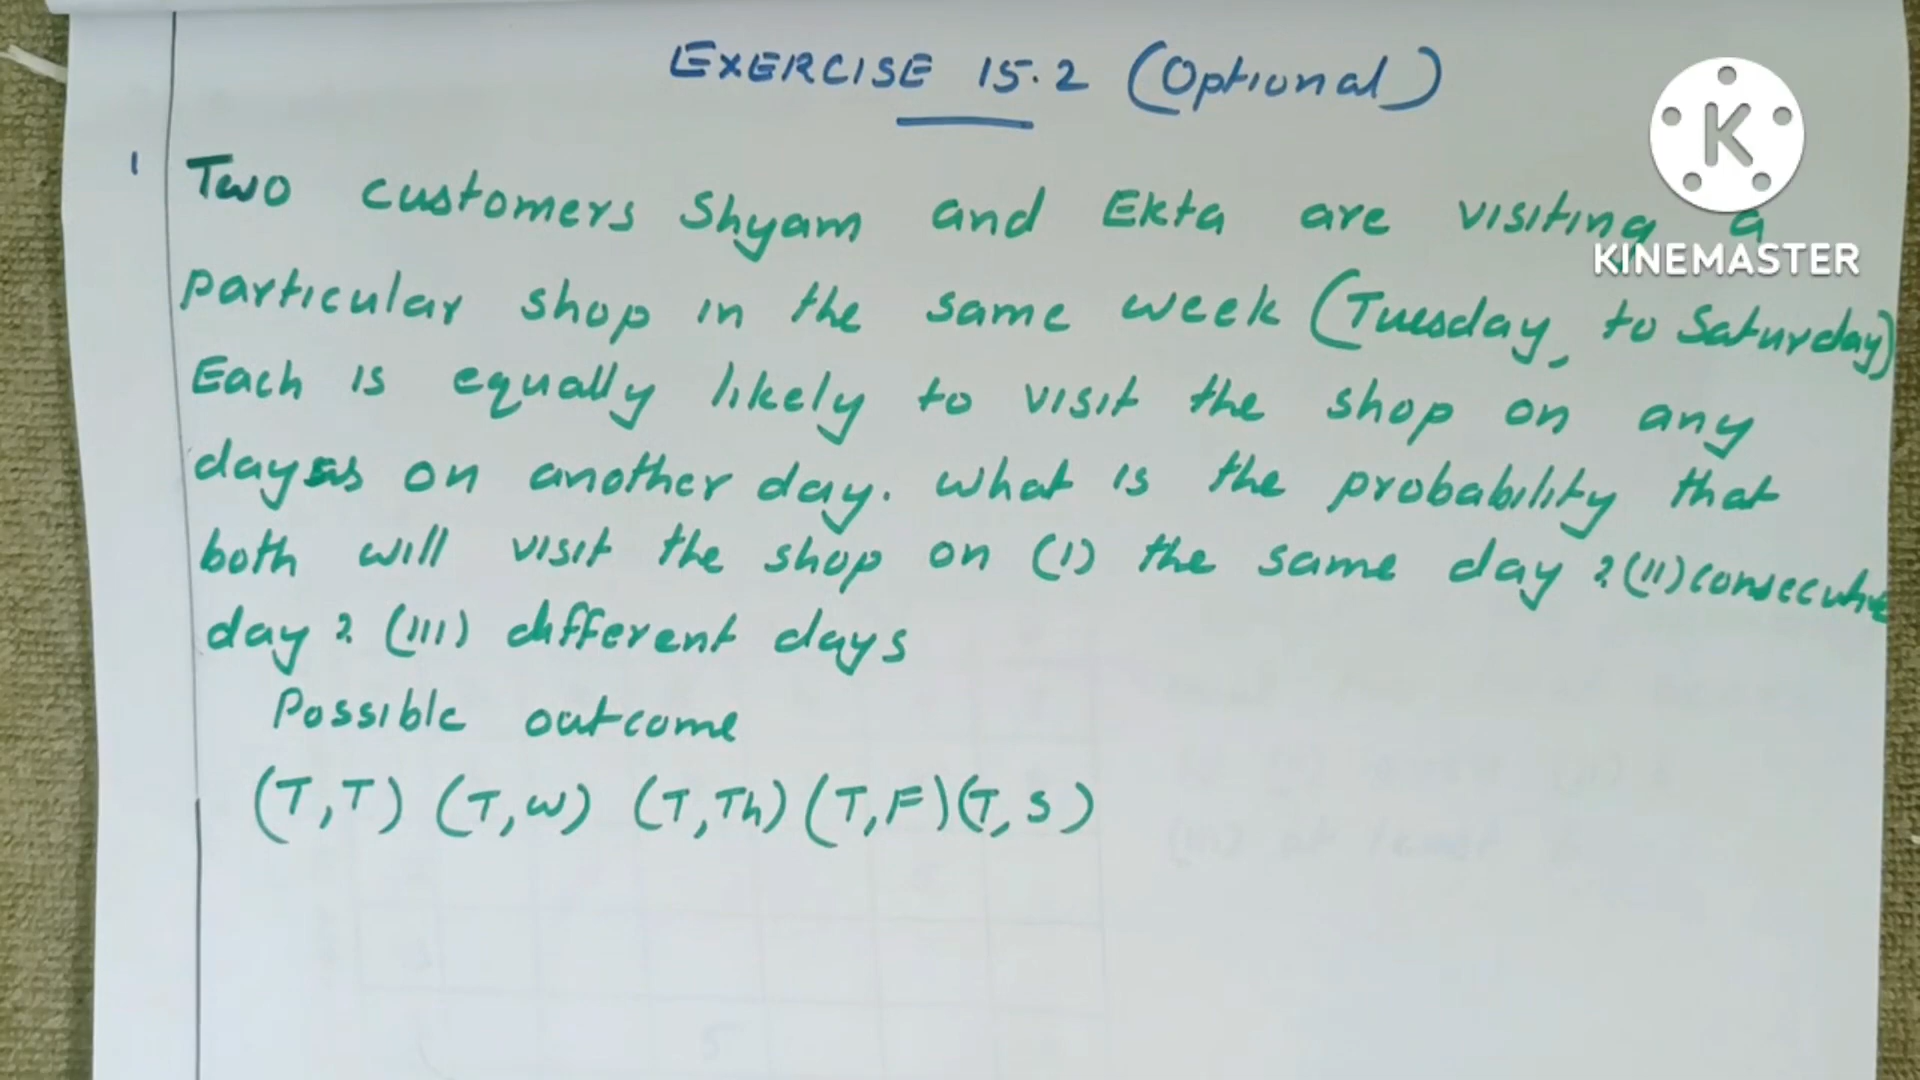 EXERCISE 15.2 (Optional)
1 Two customers Shyam and Ekta are visiting a
particular shop in the same week (Tuesday to Saturday)
Each is equally likely to visit the shop on any
day as on another day. What is the probability that
both will visit the shop on (i) the same day? (ii) consecutive
day? (iii) different days
Possible outcome
(T,T) (T,W) (T,Th) (T,F) (T,S)
K
KINEMASTER